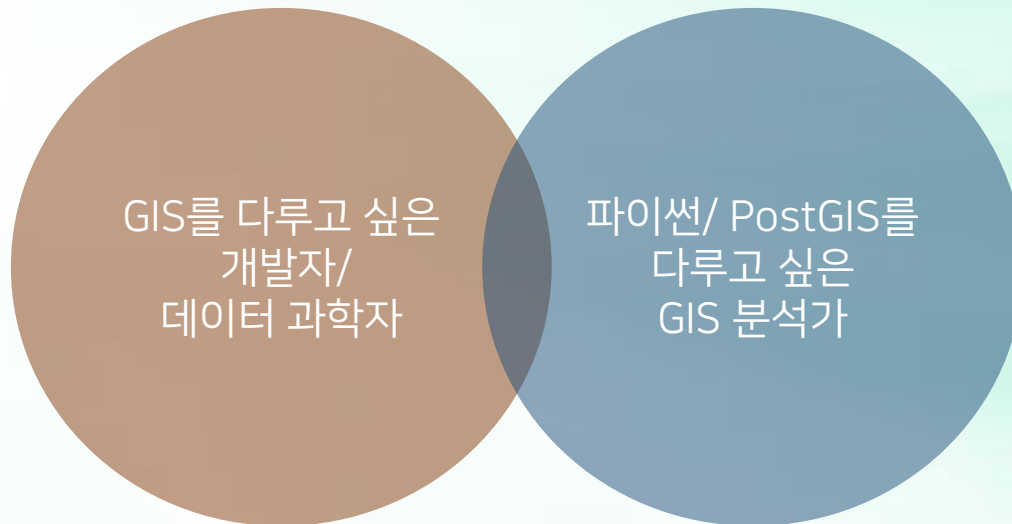 GIS를 다루고 싶은
개발자/
데이터 과학자
파이썬/ PostGIS를
다루고 싶은
GIS 분석가